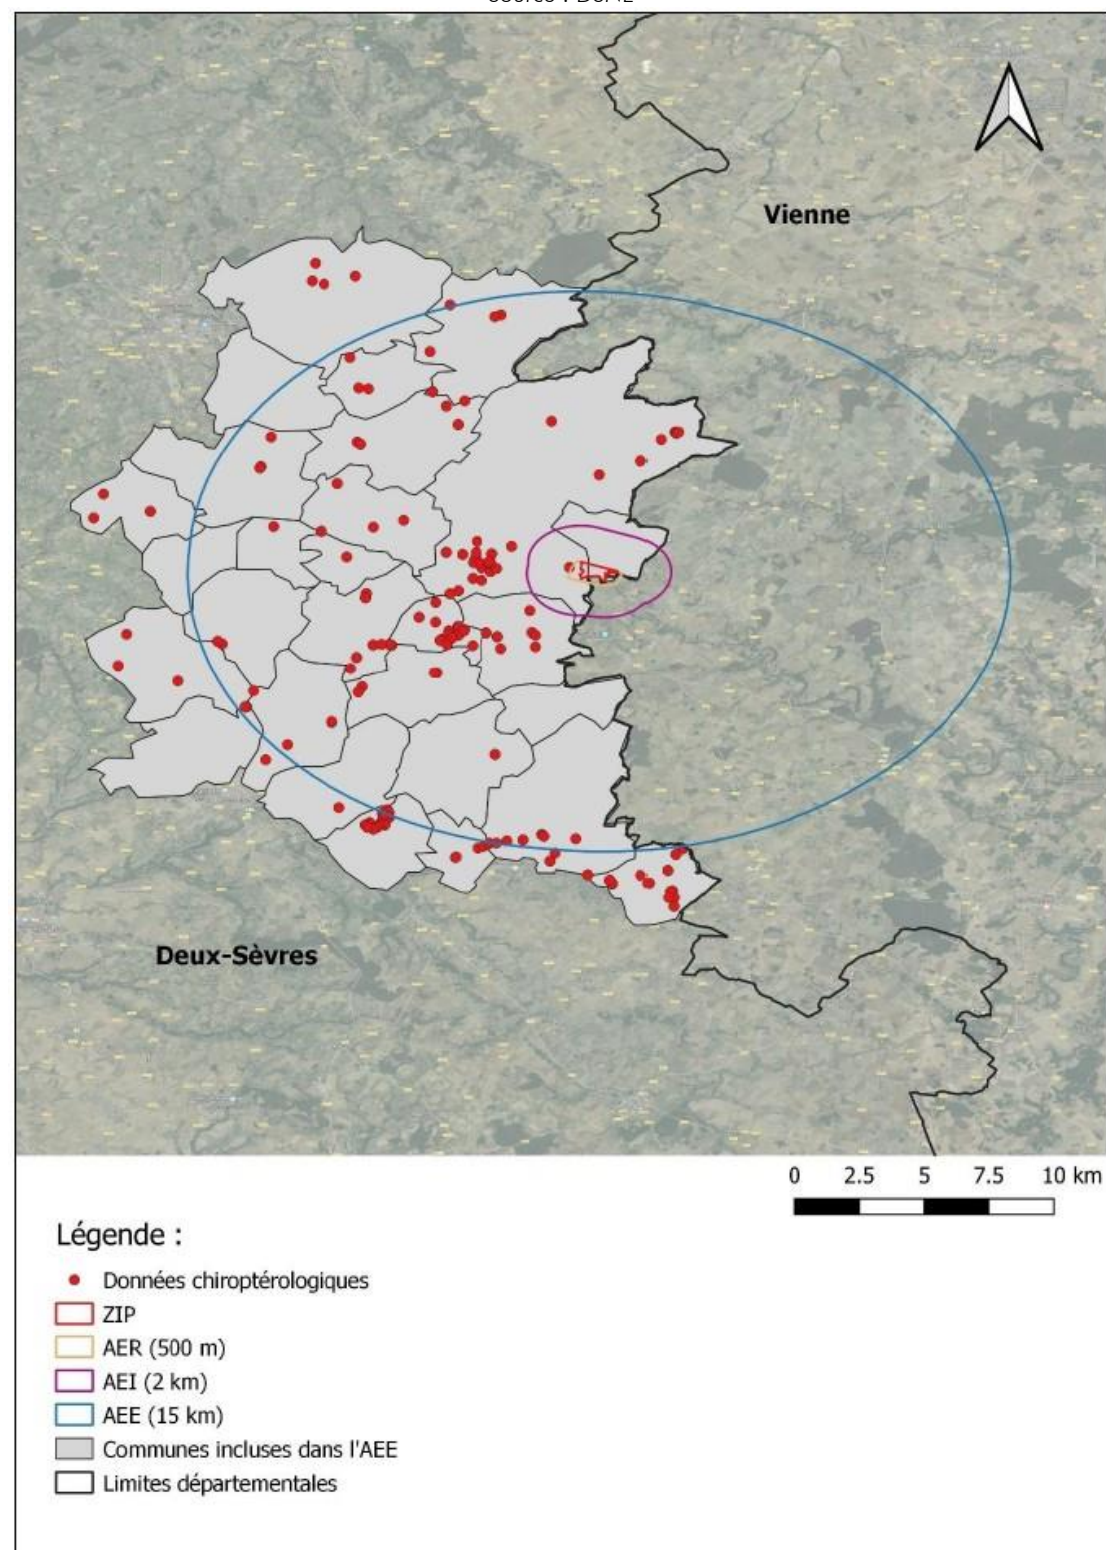 Vienne
Deux-Sèvres
0 2.5 5 7.5 10 km
Légende :
Données chiroptérologiques
ZIP
AER (500 m)
AEI (2 km)
AEE (15 km)
Communes incluses dans l'AEE
Limites départementales